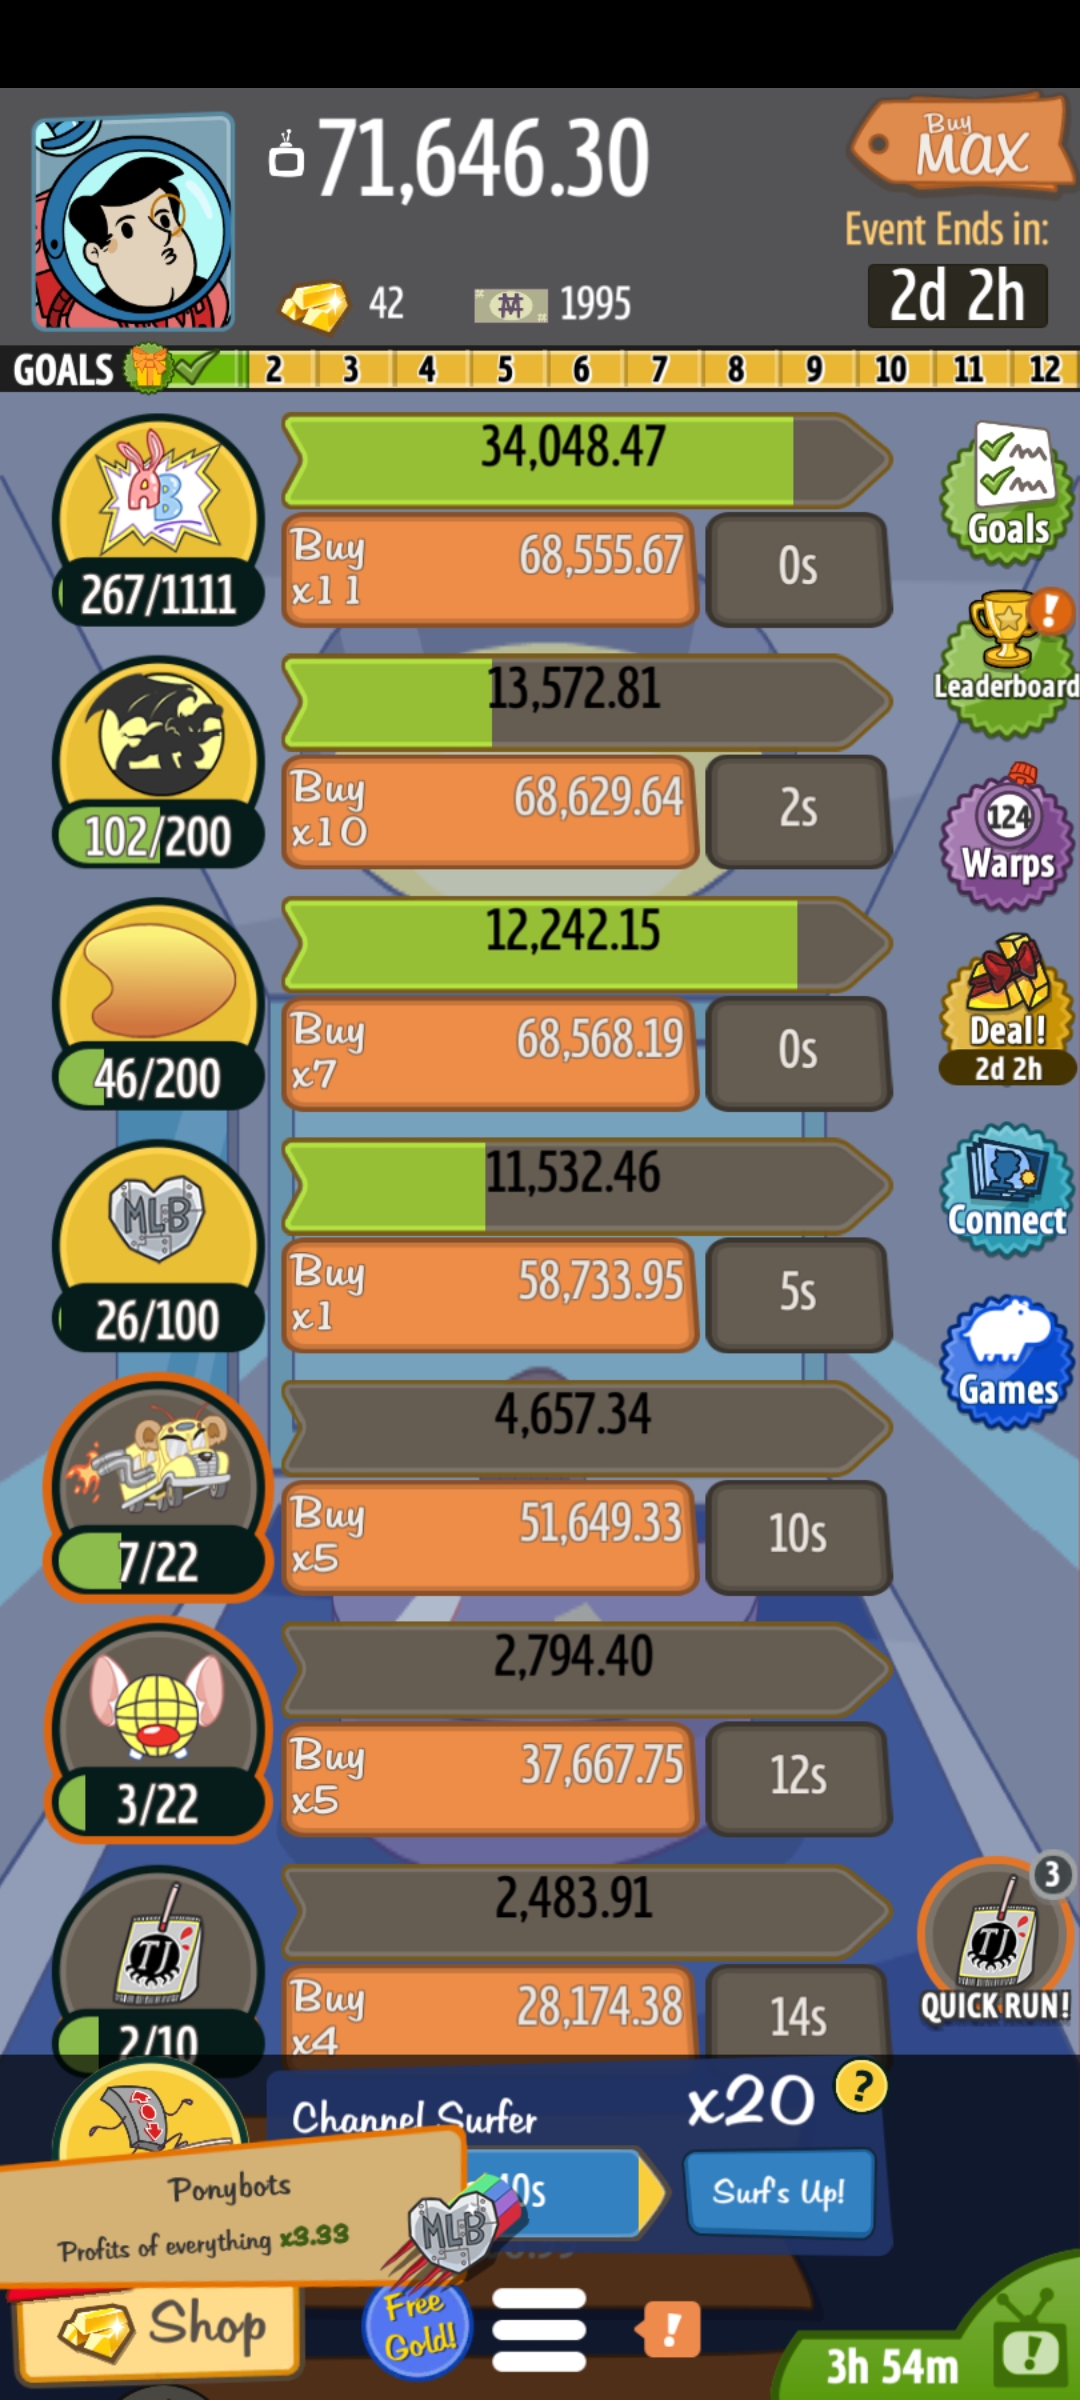 71,646.30
Buy
MAX
Event Ends in:
2d 2h
42
1995
GOALS 2 3 4 5 6 7 8 9 10 11 12
AB
34,048.47
267/1111
Buy
x11
68,555.67
0s
Goals
13,572.81
102/200
Buy
x10
68,629.64
2s
Leaderboard
!
12,242.15
46/200
Buy
x7
68,568.19
0s
124
Warps
Deal!
2d 2h
MLB
11,532.46
26/100
Buy
x1
58,733.95
5s
Connect
Games
4,657.34
7/22
Buy
x5
51,649.33
10s
2,794.40
3/22
Buy
x5
37,667.75
12s
TJ
2,483.91
2/10
Buy
x4
28,174.38
14s
3
TJ
QUICK RUN!
Channel Surfer
x20
?
Surf's Up!
Ponybots
Profits of everything x3.33
MLB
Shop
Free
Gold!
!
3h 54m
!